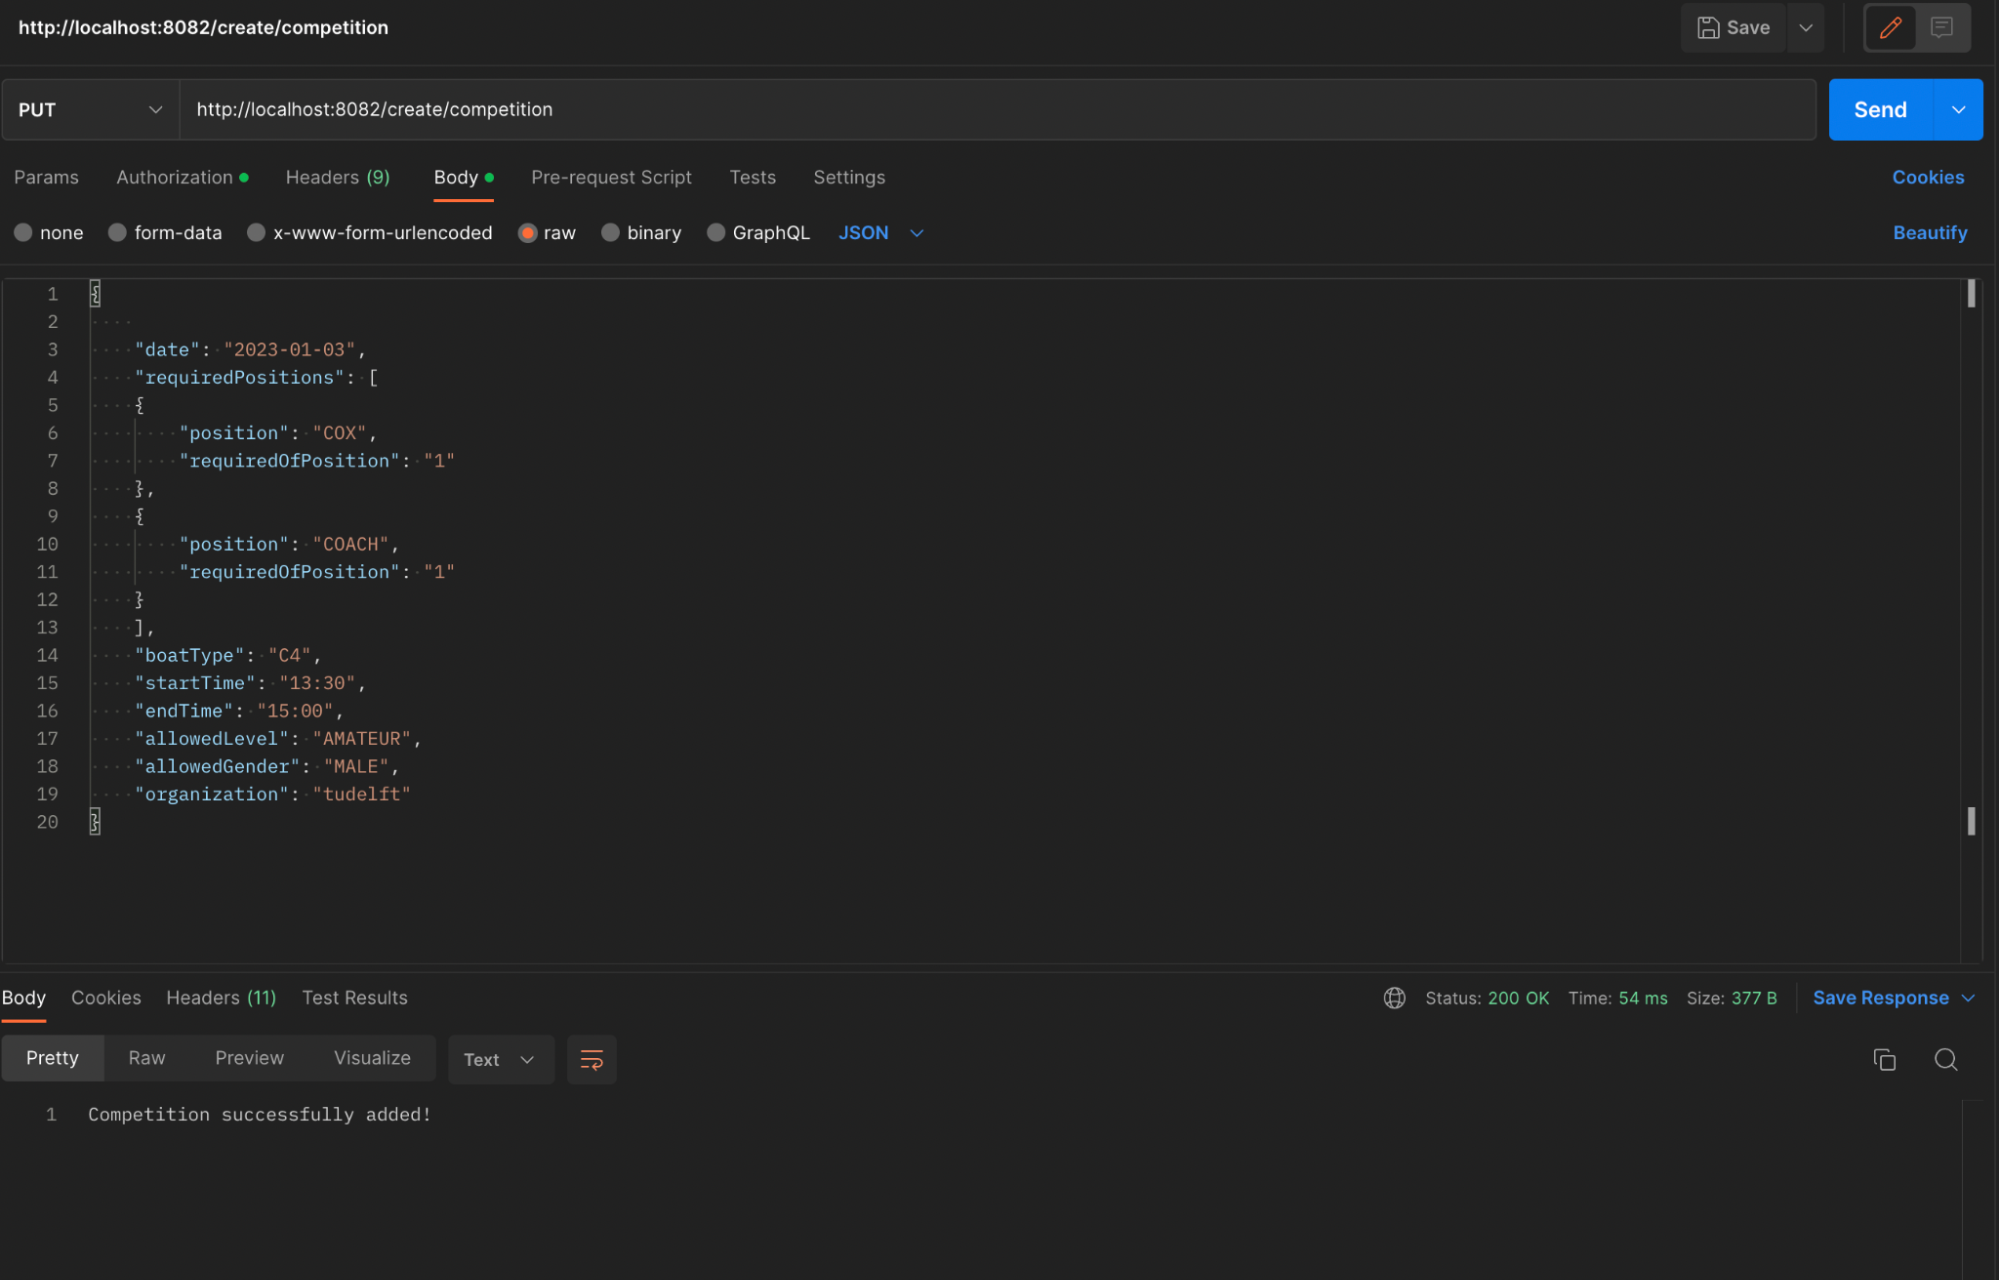 http://localhost:8082/create/competition
Save
PUT
http://localhost:8082/create/competition
Send
Params Authorization Headers (9) Body Pre-request Script Tests Settings Cookies
none form-data x-www-form-urlencoded raw binary GraphQL JSON Beautify
1 {
2
3 "date": "2023-01-03",
4 "requiredPositions": [
5 {
6 "position": "COX",
7 "requiredOfPosition": "1"
8 },
9 {
10 "position": "COACH",
11 "requiredOfPosition": "1"
12 }
13 ],
14 "boatType": "C4",
15 "startTime": "13:30",
16 "endTime": "15:00",
17 "allowedLevel": "AMATEUR",
18 "allowedGender": "MALE",
19 "organization": "tudelft"
20 }
Body Cookies Headers (11) Test Results Status: 200 OK Time: 54 ms Size: 377 B Save Response
Pretty Raw Preview Visualize Text
1 Competition successfully added!